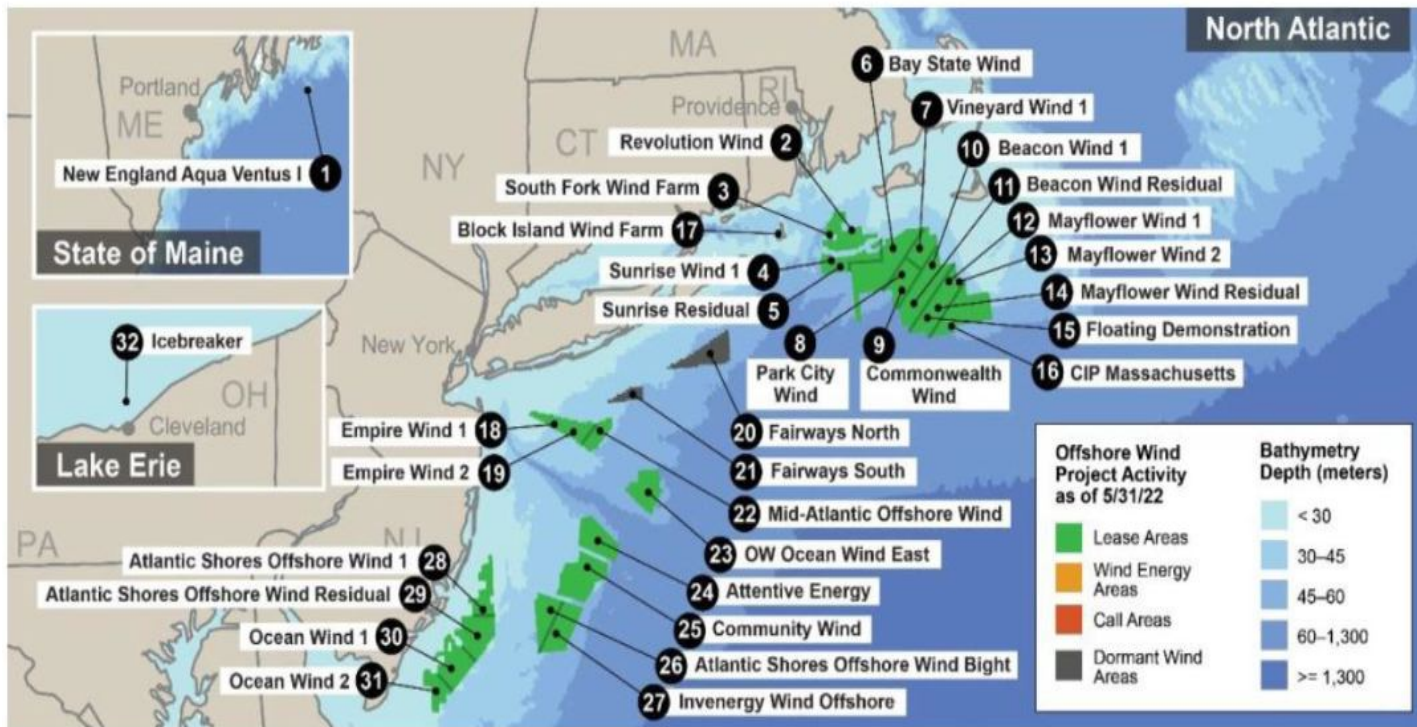 North Atlantic
MA
6 Bay State Wind
Portland
ME
RI
Providence
7 Vineyard Wind 1
CT
NY
Revolution Wind 2
10 Beacon Wind 1
New England Aqua Ventus I 1
South Fork Wind Farm 3
11 Beacon Wind Residual
12 Mayflower Wind 1
Block Island Wind Farm 17
13 Mayflower Wind 2
State of Maine
Sunrise Wind 1 4
14 Mayflower Wind Residual
Sunrise Residual 5
15 Floating Demonstration
32 Icebreaker
New York
8
Park City
Wind
9
Commonwealth
Wind
16 CIP Massachusetts
OH
Cleveland
Lake Erie
Empire Wind 1 18
20 Fairways North
Empire Wind 2 19
21 Fairways South
22 Mid-Atlantic Offshore Wind
PA
NJ
23 OW Ocean Wind East
Atlantic Shores Offshore Wind 1 28
24 Attentive Energy
Atlantic Shores Offshore Wind Residual 29
25 Community Wind
Ocean Wind 1 30
26 Atlantic Shores Offshore Wind Bight
Ocean Wind 2 31
27 Invenergy Wind Offshore
Offshore Wind
Project Activity
as of 5/31/22
Lease Areas
Wind Energy
Areas
Call Areas
Dormant Wind
Areas
Bathymetry
Depth (meters)
< 30
30–45
45–60
60–1,300
>= 1,300